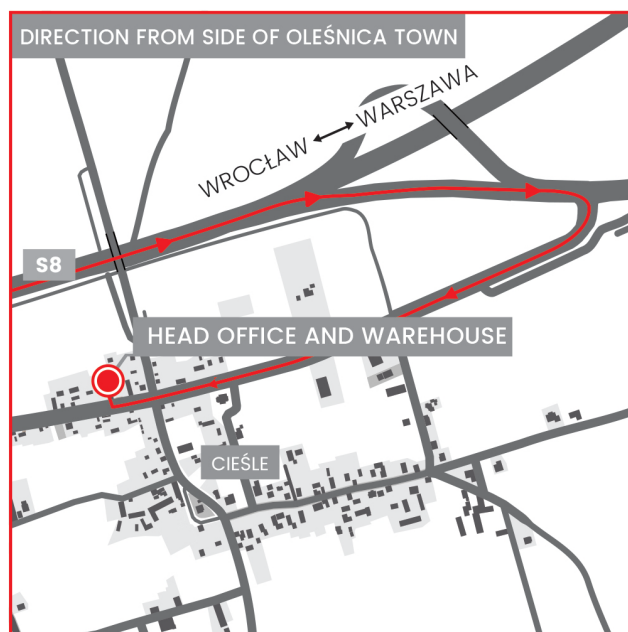 DIRECTION FROM SIDE OF OLEŚNICA TOWN
WROCŁAW
WARSZAWA
S8
HEAD OFFICE AND WAREHOUSE
CIEŚLE